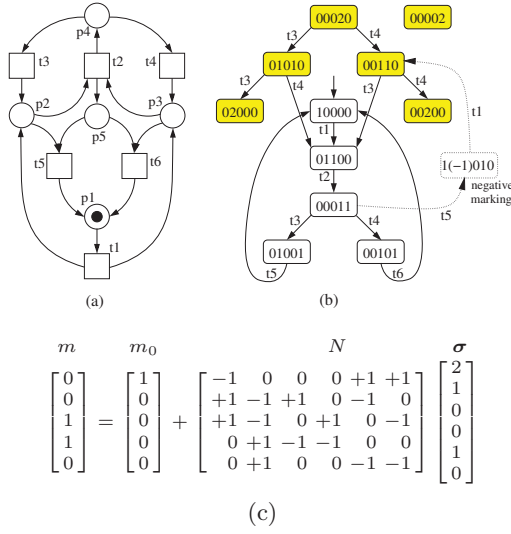 p4
t3
t2
t4
p2
p5
p3
t5
t6
p1
t1
(a)
00020
00002
t3
t4
01010
00110
t3
t4
t3
t4
02000
10000
00200
t1
t1
01100
t2
1(−1)010
00011
negative
marking
t5
t3
t4
01001
00101
t5
t6
(b)
m m0 N σ
[0 0 1 1 0] = [1 0 0 0 0] + [
−1 0 0 0 +1 +1
+1 −1 +1 0 −1 0
+1 −1 0 +1 0 −1
0 +1 −1 −1 0 0
0 +1 0 0 −1 −1
] [2 1 0 0 1 0]
(c)